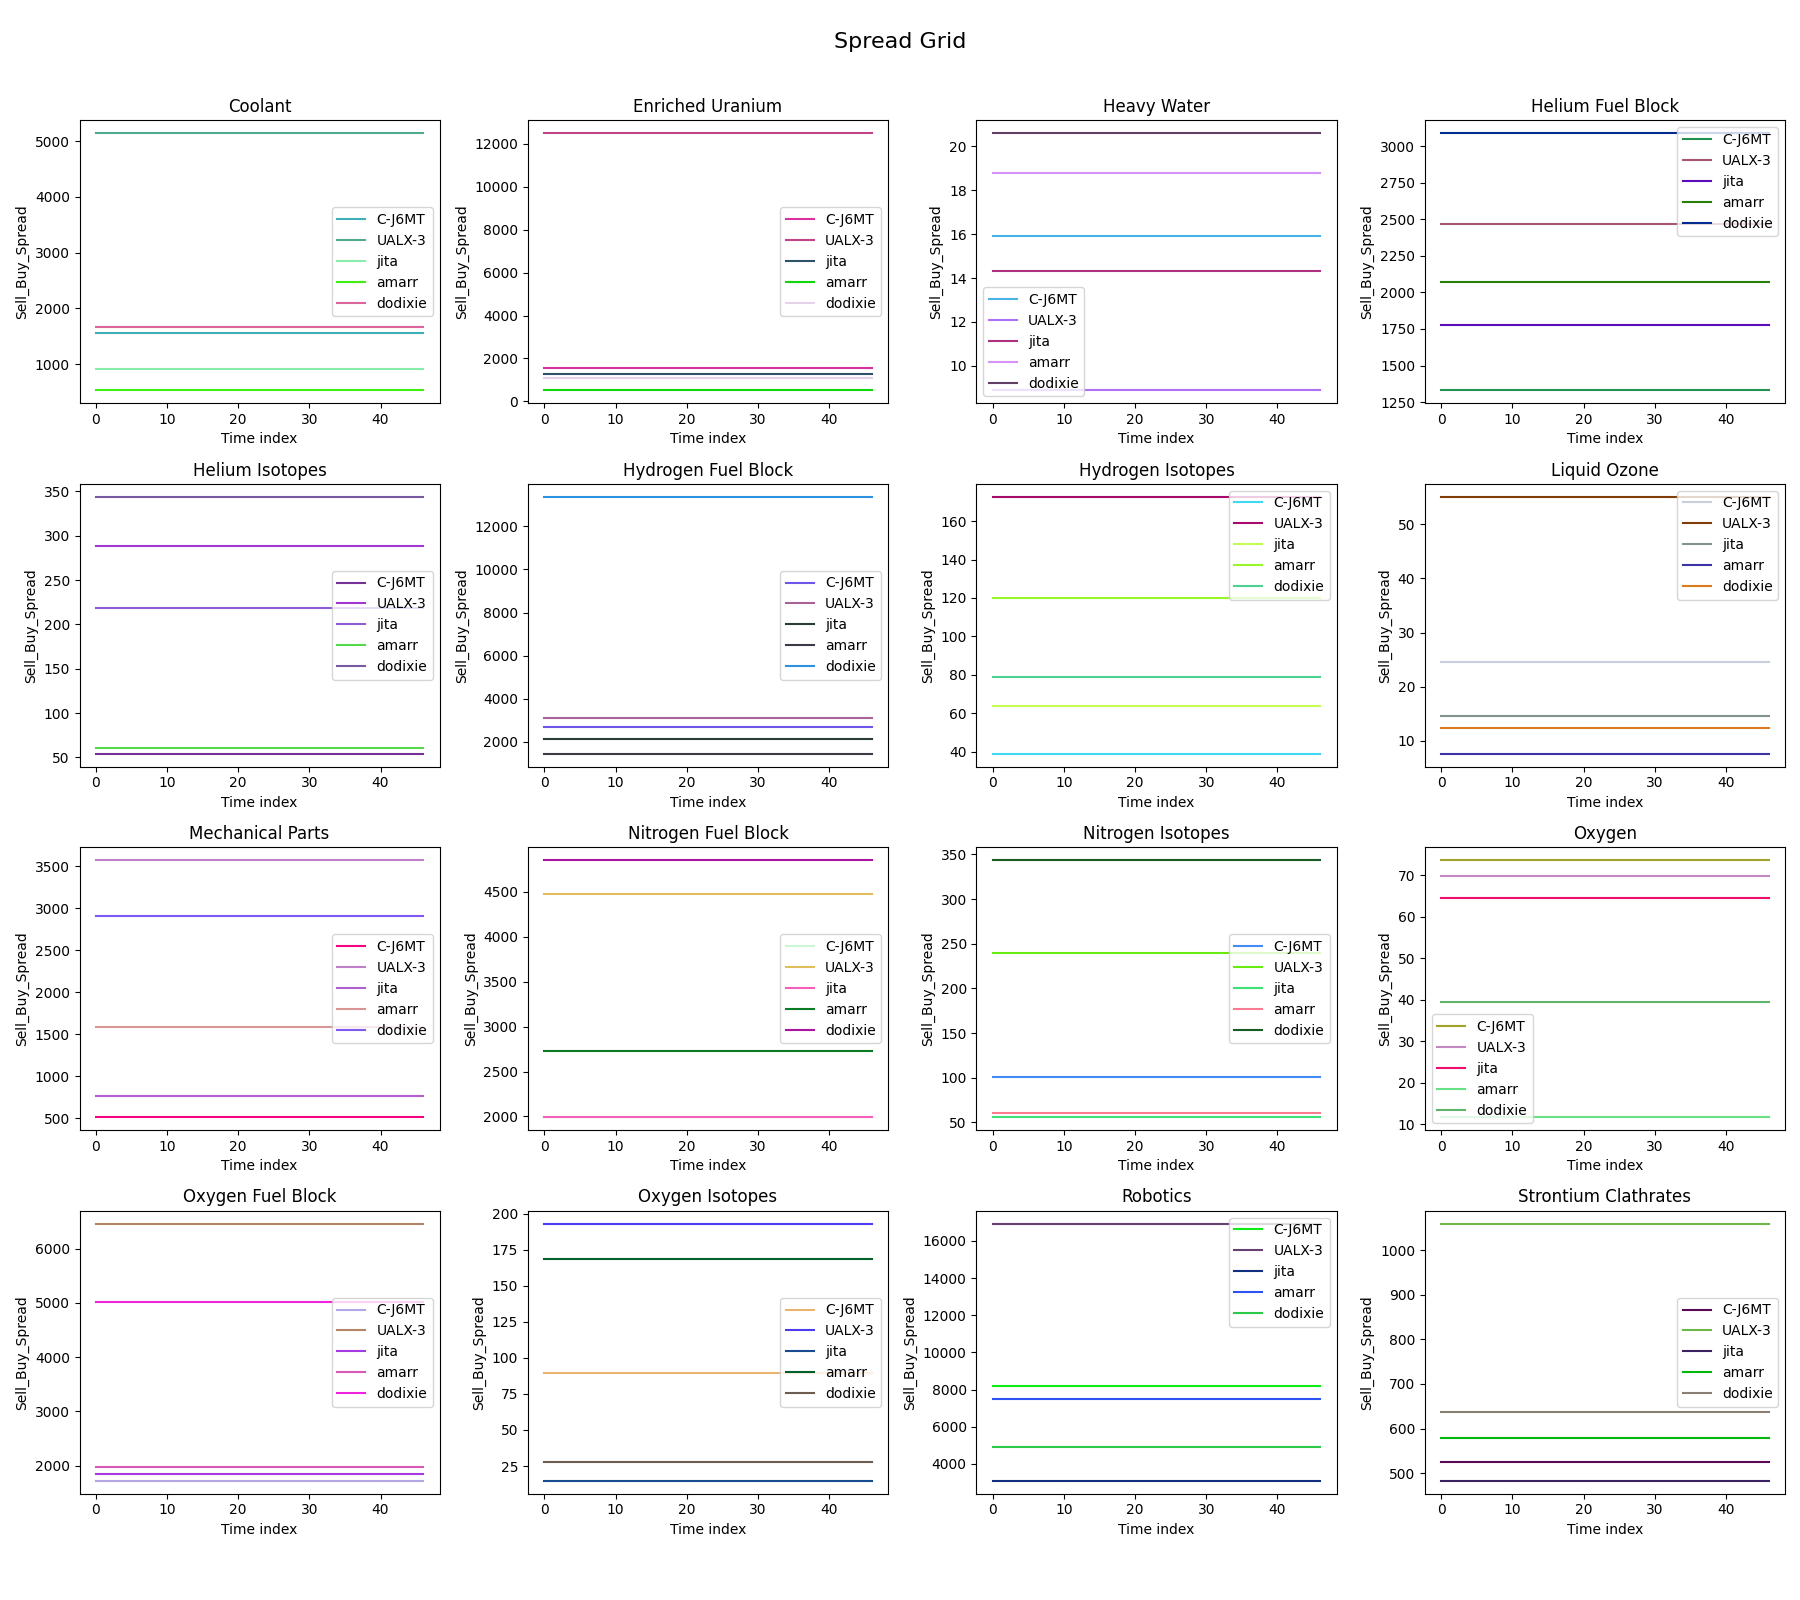 Spread Grid
Coolant
Sell_Buy_Spread
5000
4000
3000
2000
1000
C-J6MT
UALX-3
jita
amarr
dodixie
0 10 20 30 40
Time index
Enriched Uranium
Sell_Buy_Spread
12000
10000
8000
6000
4000
2000
0
C-J6MT
UALX-3
jita
amarr
dodixie
0 10 20 30 40
Time index
Heavy Water
Sell_Buy_Spread
20
18
16
14
12
10
C-J6MT
UALX-3
jita
amarr
dodixie
0 10 20 30 40
Time index
Helium Fuel Block
Sell_Buy_Spread
3000
2750
2500
2250
2000
1750
1500
1250
C-J6MT
UALX-3
jita
amarr
dodixie
0 10 20 30 40
Time index
Helium Isotopes
Sell_Buy_Spread
350
300
250
200
150
100
50
C-J6MT
UALX-3
jita
amarr
dodixie
0 10 20 30 40
Time index
Hydrogen Fuel Block
Sell_Buy_Spread
12000
10000
8000
6000
4000
2000
C-J6MT
UALX-3
jita
amarr
dodixie
0 10 20 30 40
Time index
Hydrogen Isotopes
Sell_Buy_Spread
160
140
120
100
80
60
40
C-J6MT
UALX-3
jita
amarr
dodixie
0 10 20 30 40
Time index
Liquid Ozone
Sell_Buy_Spread
50
40
30
20
10
C-J6MT
UALX-3
jita
amarr
dodixie
0 10 20 30 40
Time index
Mechanical Parts
Sell_Buy_Spread
3500
3000
2500
2000
1500
1000
500
C-J6MT
UALX-3
jita
amarr
dodixie
0 10 20 30 40
Time index
Nitrogen Fuel Block
Sell_Buy_Spread
4500
4000
3500
3000
2500
2000
C-J6MT
UALX-3
jita
amarr
dodixie
0 10 20 30 40
Time index
Nitrogen Isotopes
Sell_Buy_Spread
350
300
250
200
150
100
50
C-J6MT
UALX-3
jita
amarr
dodixie
0 10 20 30 40
Time index
Oxygen
Sell_Buy_Spread
70
60
50
40
30
20
10
C-J6MT
UALX-3
jita
amarr
dodixie
0 10 20 30 40
Time index
Oxygen Fuel Block
Sell_Buy_Spread
6000
5000
4000
3000
2000
C-J6MT
UALX-3
jita
amarr
dodixie
0 10 20 30 40
Time index
Oxygen Isotopes
Sell_Buy_Spread
200
175
150
125
100
75
50
25
C-J6MT
UALX-3
jita
amarr
dodixie
0 10 20 30 40
Time index
Robotics
Sell_Buy_Spread
16000
14000
12000
10000
8000
6000
4000
C-J6MT
UALX-3
jita
amarr
dodixie
0 10 20 30 40
Time index
Strontium Clathrates
Sell_Buy_Spread
1000
900
800
700
600
500
C-J6MT
UALX-3
jita
amarr
dodixie
0 10 20 30 40
Time index